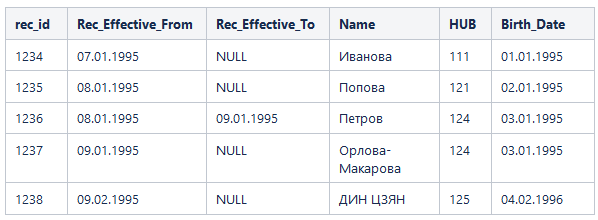 rec_id Rec_Effective_From Rec_Effective_To Name HUB Birth_Date
1234 07.01.1995 NULL Иванова 111 01.01.1995
1235 08.01.1995 NULL Попова 121 02.01.1995
1236 08.01.1995 09.01.1995 Петров 124 03.01.1995
1237 09.01.1995 NULL Орлова- 124 03.01.1995
Макарова
1238 09.02.1995 NULL ДИН ЦЗЯН 125 04.02.1996